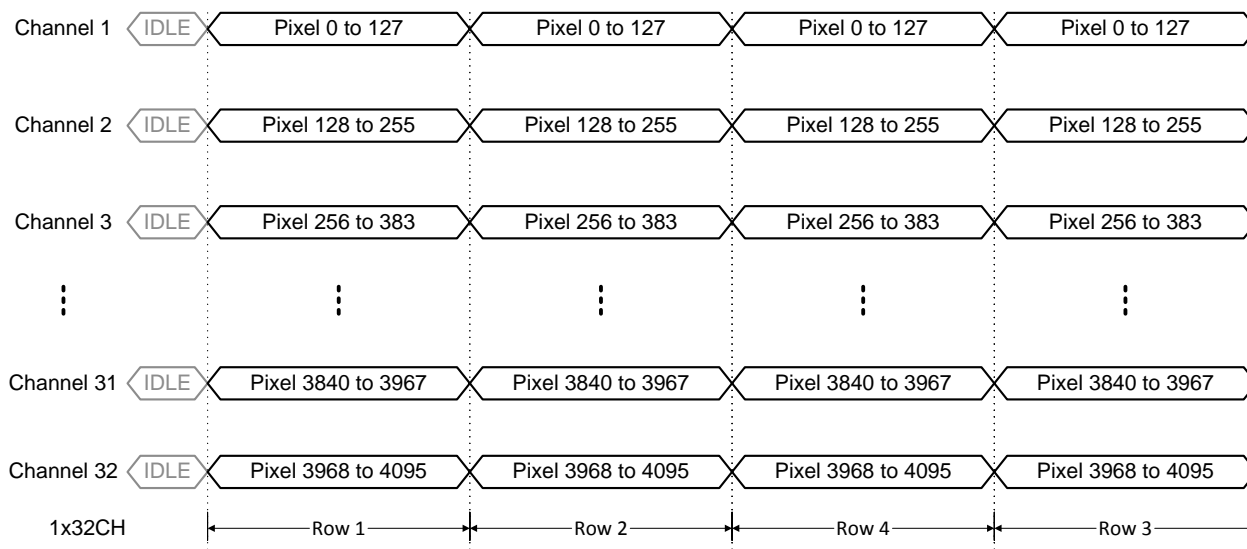 Channel 1 IDLE Pixel 0 to 127 Pixel 0 to 127 Pixel 0 to 127 Pixel 0 to 127
Channel 2 IDLE Pixel 128 to 255 Pixel 128 to 255 Pixel 128 to 255 Pixel 128 to 255
Channel 3 IDLE Pixel 256 to 383 Pixel 256 to 383 Pixel 256 to 383 Pixel 256 to 383
Channel 31 IDLE Pixel 3840 to 3967 Pixel 3840 to 3967 Pixel 3840 to 3967 Pixel 3840 to 3967
Channel 32 IDLE Pixel 3968 to 4095 Pixel 3968 to 4095 Pixel 3968 to 4095 Pixel 3968 to 4095
1x32CH Row 1 Row 2 Row 4 Row 3